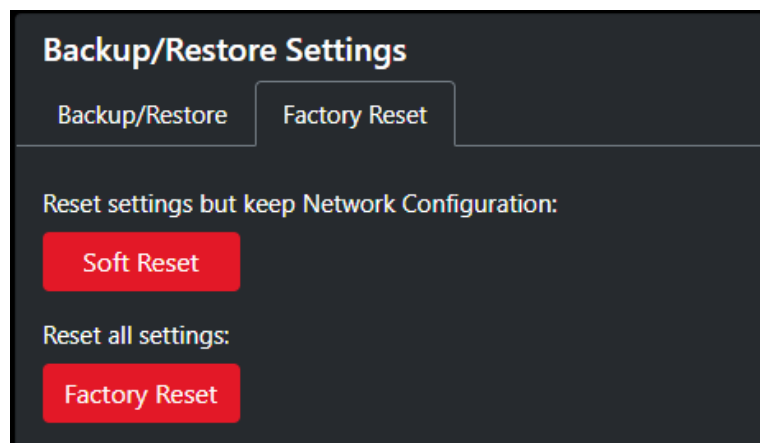 Backup/Restore Settings
Backup/Restore Factory Reset
Reset settings but keep Network Configuration:
Soft Reset
Reset all settings:
Factory Reset